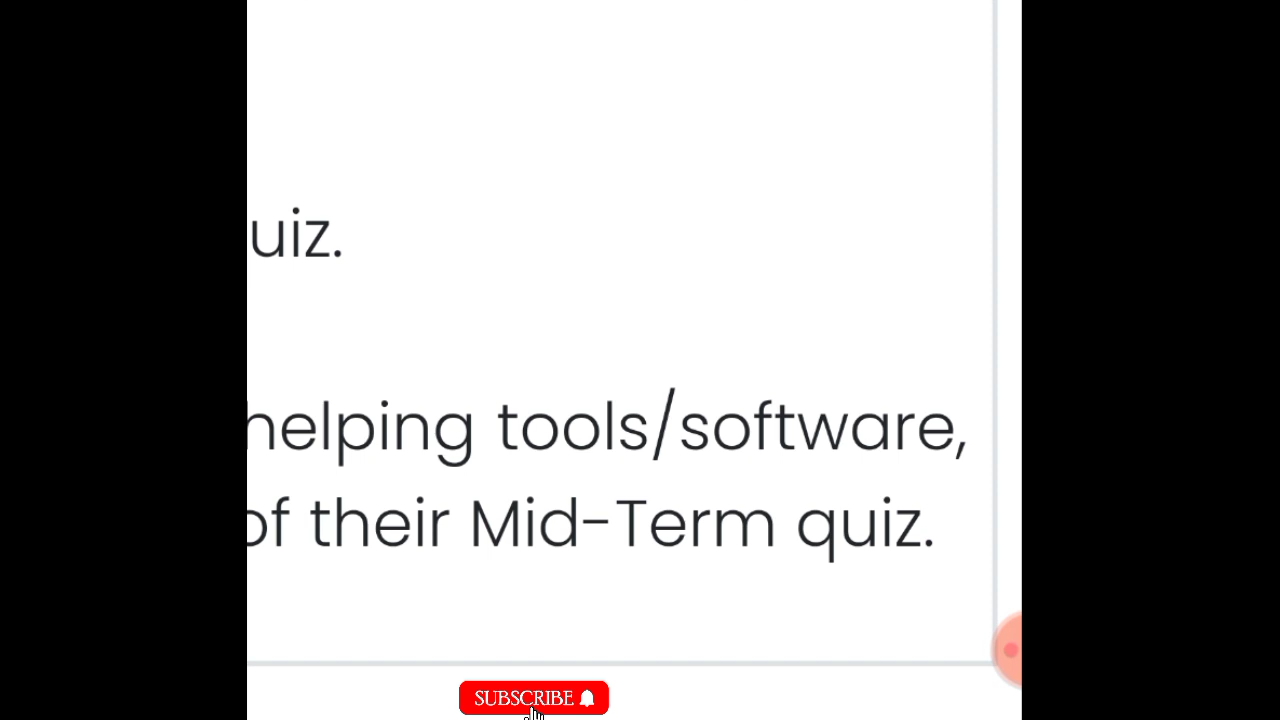 uiz.
helping tools/software,
of their Mid-Term quiz.
SUBSCRIBE